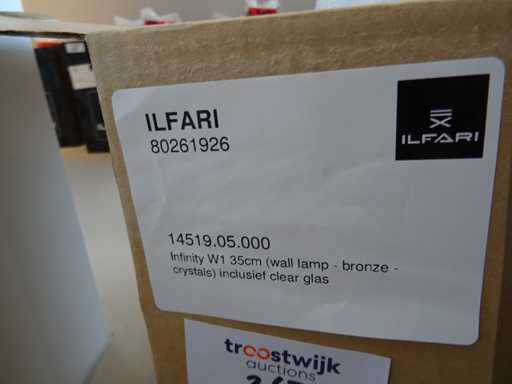 ILFARI
80261926
ILFARI
14519.05.000
Infinity W1 35cm (wall lamp - bronze -
crystals) inclusief clear glas
troostwijk
auctions